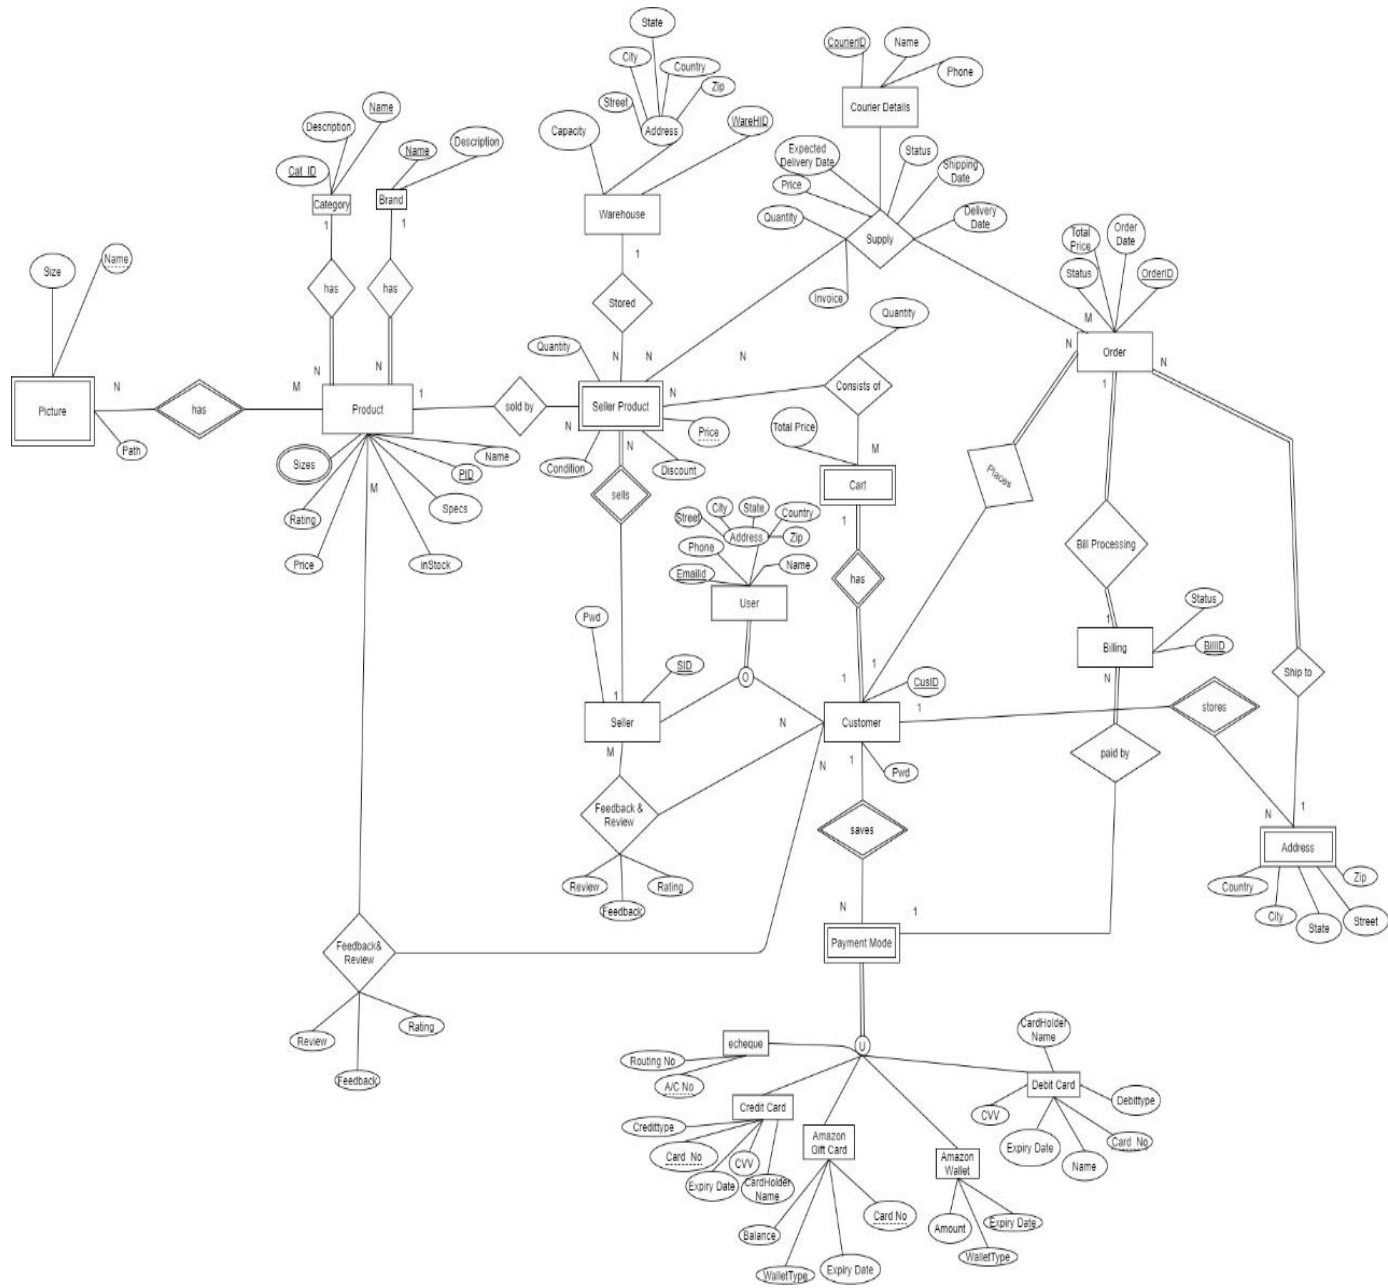 State
City
Country
Zip
Street
Address
CourierID
Name
Phone
Courier Details
Name
Description
Cat_ID
Category
1
Name
Description
Brand
1
Capacity
WareHID
Warehouse
1
Expected
Delivery Date
Status
Shipping
Date
Price
Quantity
Delivery
Date
Supply
Invoice
Total
Price
Order
Date
Status
OrderID
M
Order
N
1
N
Size
Name
has
has
Stored
Quantity
Quantity
N
N
N
N
N
Picture
N
has
M
Product
1
sold by
Seller Product
N
Consists of
Path
Sizes
Name
PID
Specs
Rating
Price
inStock
M
N
N
Price
Condition
Discount
sells
Total Price
M
Cart
1
Places
Bill Processing
City
State
Country
Street
Address
Zip
Phone
Name
Emailid
User
has
Pwd
SID
O
1
Seller
M
1
1
CusID
N
Customer
1
N
1
Pwd
1
Status
Billing
BillID
N
Ship to
stores
paid by
Feedback &
Review
saves
Review
Rating
Feedback
N
1
N
1
Address
Country
Zip
City
State
Street
Feedback&
Review
Review
Rating
Feedback
Payment Mode
U
echeque
Routing No
A/C No
Credit Card
Credittype
Card_No
CVV
Expiry Date
CardHolder
Name
Amazon
Gift Card
Card No
Balance
WalletType
Expiry Date
Amazon
Wallet
Amount
Expiry Date
WalletType
CardHolder
Name
Debit Card
CVV
Debittype
Expiry Date
Card_No
Name